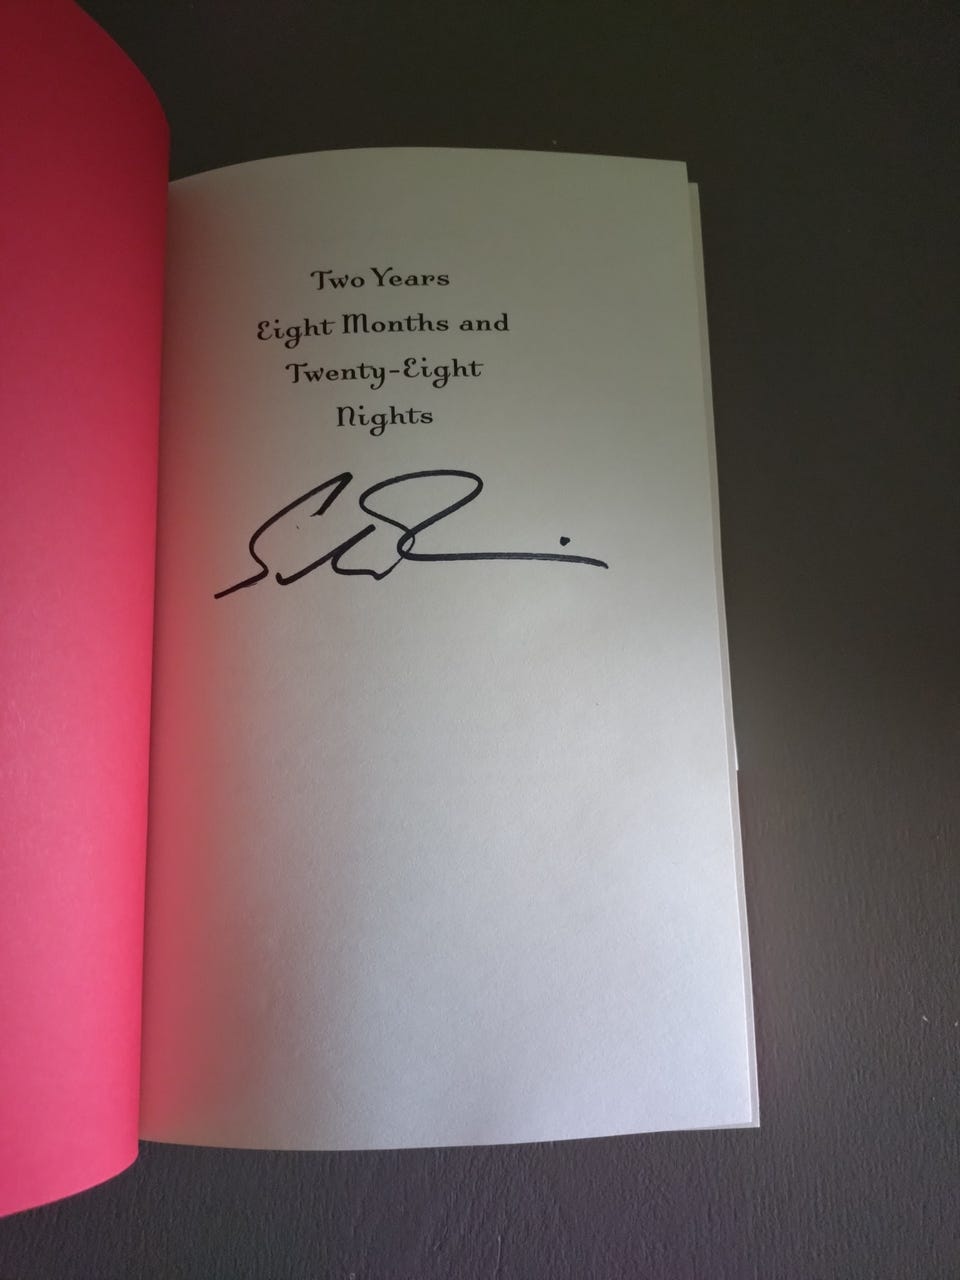 Two Years
Eight Months and
Twenty-Eight
Nights